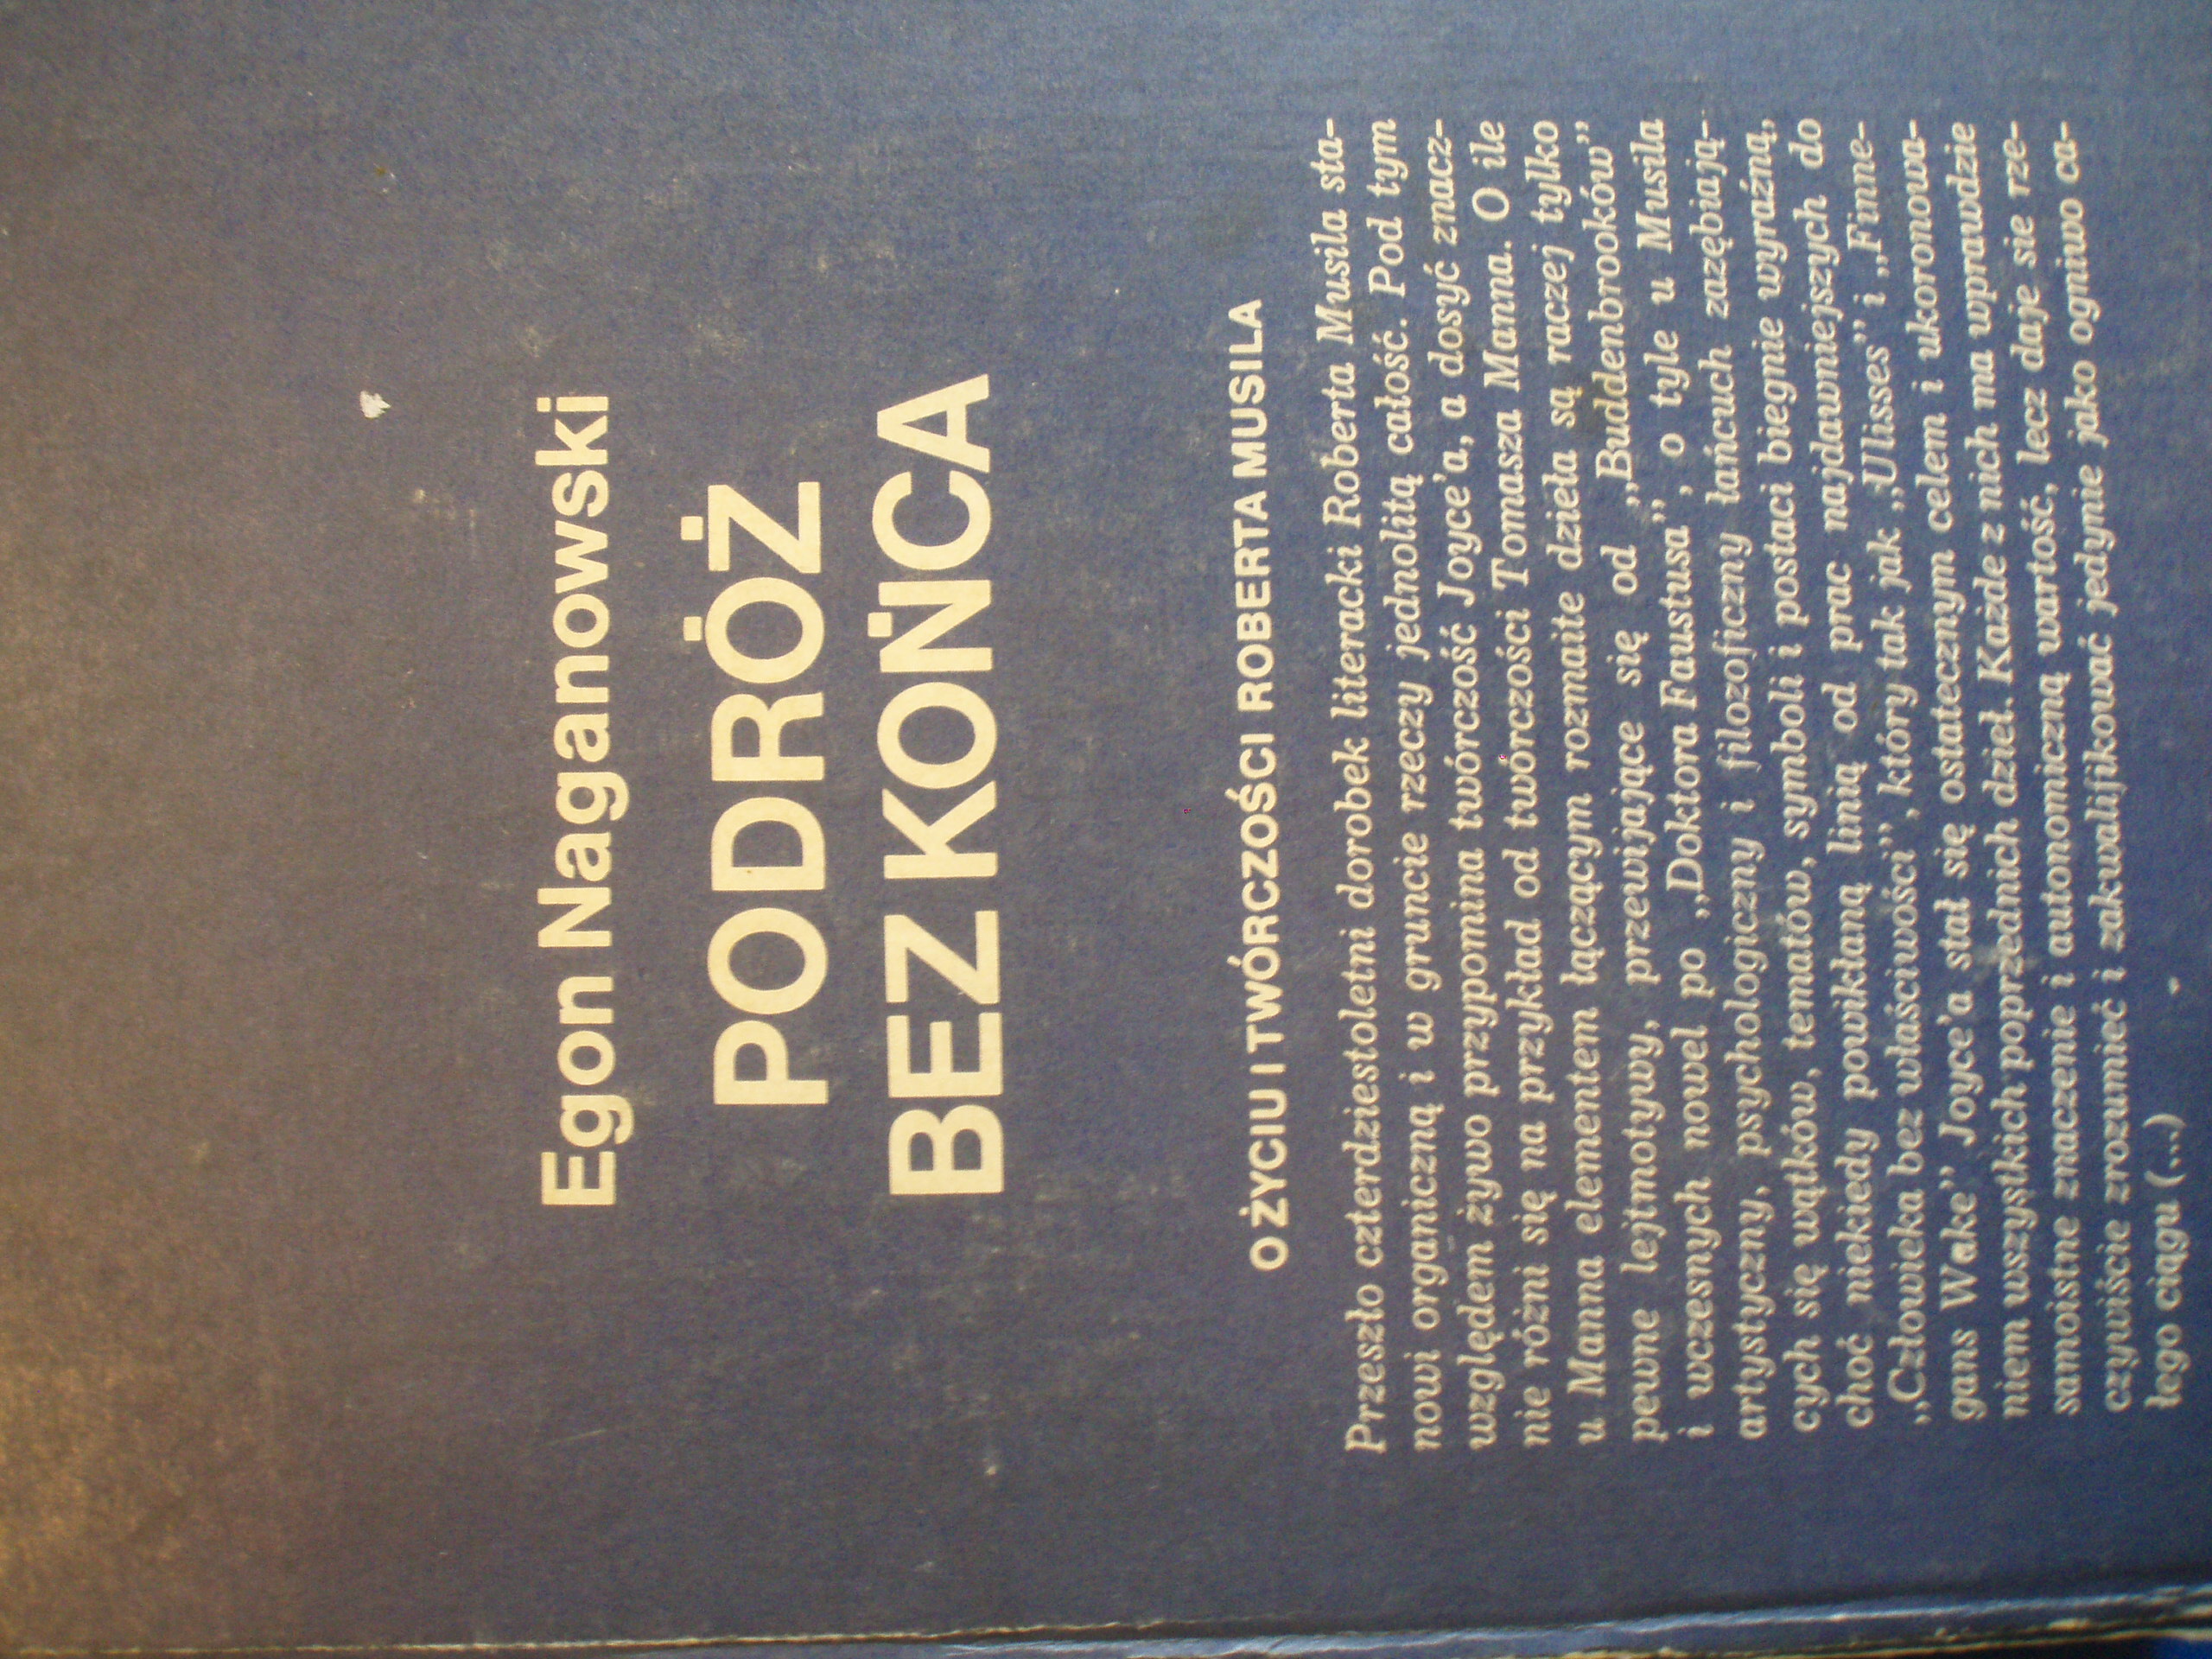 Egon Naganowski
PODRÓŻ
BEZ KOŃCA
O ŻYCIU I TWÓRCZOŚCI ROBERTA MUSILA
Przeszło czterdziestoletni dorobek literacki Roberta Musila sta-
nowi organiczną i w gruncie rzeczy jednolitą całość. Pod tym
względem żywo przypomina twórczość Joyce'a, a dosyć znacz-
nie różni się na przykład od twórczości Tomasza Manna. O ile
u Manna elementem łączącym rozmaite dzieła są raczej tylko
pewne lejtmotywy, przewijające się od „Buddenbrooków”
i wczesnych nowel po „Doktora Faustusa”, o tyle u Musila
artystyczny, psychologiczny i filozoficzny łańcuch zazębiają-
cych się wątków, tematów, symboli i postaci biegnie wyraźną,
choć niekiedy powikłaną linią od prac najdawniejszych do
„Człowieka bez właściwości”, który tak jak „Ulisses” i „Finne-
gans Wake” Joyce'a stał się ostatecznym celem i ukoronowa-
niem wszystkich poprzednich dzieł. Każde z nich ma wprawdzie
samoistne znaczenie i autonomiczną wartość, lecz daje sie rze-
czywiście zrozumieć i zakwalifikować jedynie jako ogniwo ca-
łego ciągu (...)